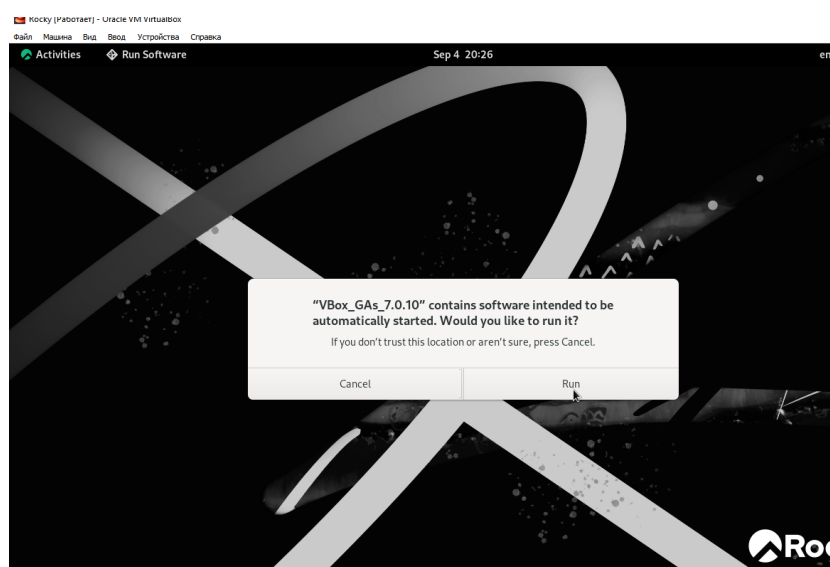 Rocky [Работает] - Oracle VM VirtualBox
Файл Машина Вид Ввод Устройства Справка
Activities Run Software Sep 4 20:26 en
“VBox_GAs_7.0.10” contains software intended to be
automatically started. Would you like to run it?
If you don’t trust this location or aren’t sure, press Cancel.
Cancel Run
Roc